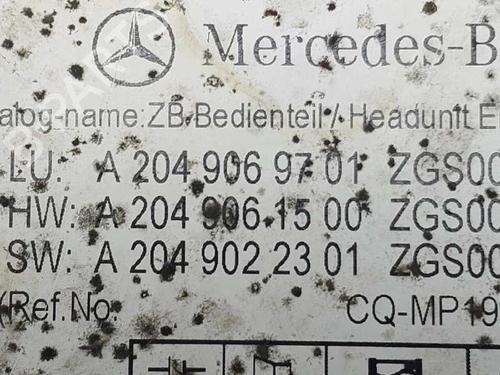 Mercedes-B
alog-name:ZB-Bedienteil / Headunit E
LU: A 204 906 97 01 ZGS00
HW: A 204 906 15 00 ZGS00
SW: A 204 902 23 01 ZGS00
(Ref.No. CQ-MP19